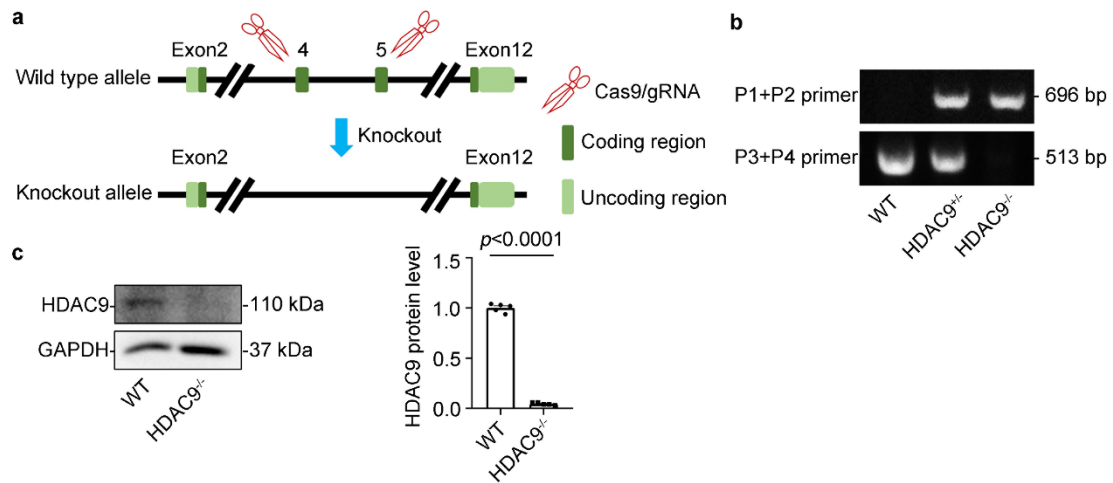 a
Exon2 4 5 Exon12
Wild type allele
Cas9/gRNA
Knockout
Coding region
Exon2 Exon12
Knockout allele
Uncoding region
b
P1+P2 primer 696 bp
P3+P4 primer 513 bp
WT HDAC9+/- HDAC9-/-
c
HDAC9 110 kDa
GAPDH 37 kDa
WT HDAC9-/-
p<0.0001
HDAC9 protein level
1.5
1.0
0.5
0.0
WT HDAC9-/-